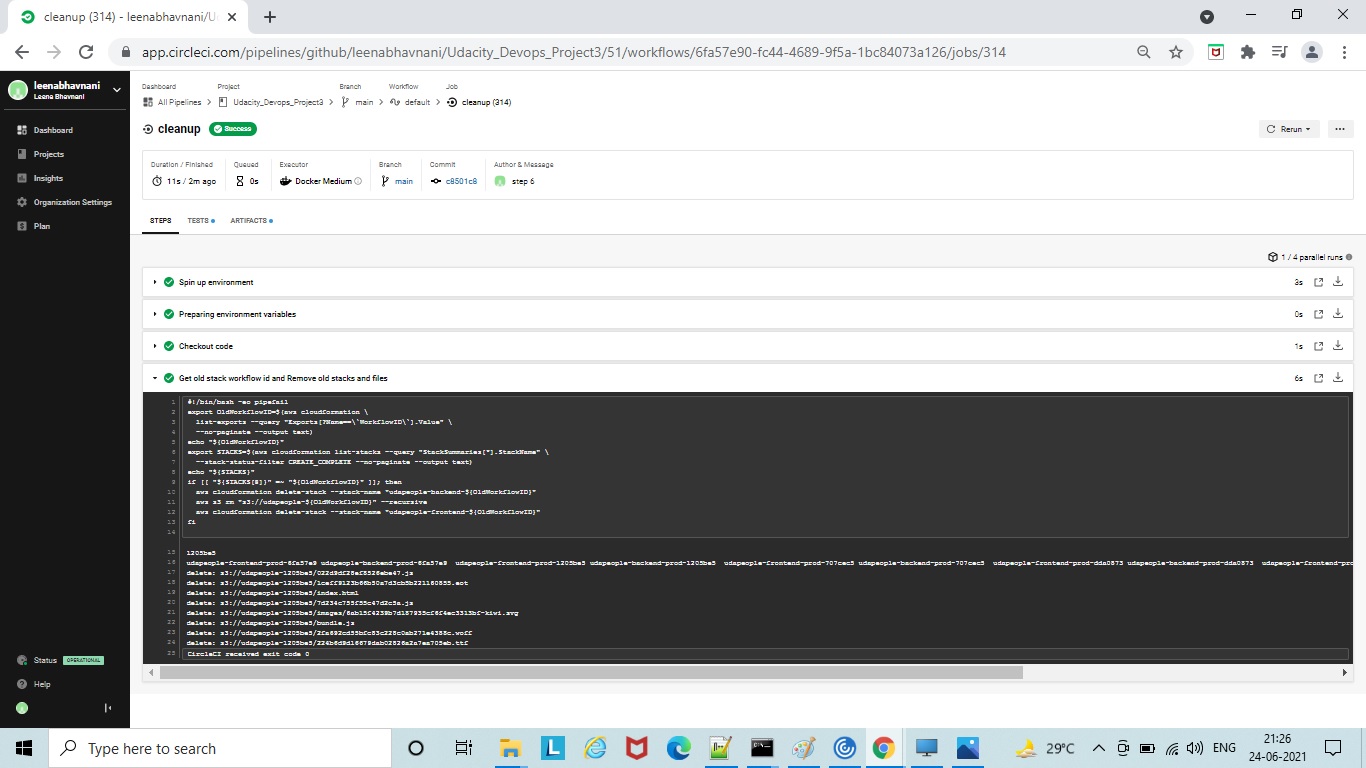 cleanup (314) - leenabhavnani/U
app.circleci.com/pipelines/github/leenabhavnani/Udacity_Devops_Project3/51/workflows/6fa57e90-fc44-4689-9f5a-1bc84073a126/jobs/314
leenabhavnani
Leena Bhavnani
Dashboard
Projects
Insights
Organization Settings
Plan
Status OPERATIONAL
Help
Dashboard Project Branch Workflow Job
All Pipelines Udacity_Devops_Project3 main default cleanup (314)
cleanup Success
Rerun
Duration / Finished Queued Executor Branch Commit Author & Message
11s / 2m ago 0s Docker Medium main c8501c8 step 6
STEPS TESTS ARTIFACTS
1 / 4 parallel runs
Spin up environment 3s
Preparing environment variables 0s
Checkout code 1s
Get old stack workflow id and Remove old stacks and files 6s
1 #!/bin/bash -eo pipefail
2 export OldWorkflowID=$(aws cloudformation \
3 list-exports --query "Exports[?Name==\`WorkflowID\`].Value" \
4 --no-paginate --output text)
5 echo "${OldWorkflowID}"
6 export STACKS=$(aws cloudformation list-stacks --query "StackSummaries[*].StackName" \
7 --stack-status-filter CREATE_COMPLETE --no-paginate --output text)
8 echo "${STACKS}"
9 if [[ "${STACKS[@]}" =~ "${OldWorkflowID}" ]]; then
10 aws cloudformation delete-stack --stack-name "udapeople-backend-${OldWorkflowID}"
11 aws s3 rm "s3://udapeople-${OldWorkflowID}" --recursive
12 aws cloudformation delete-stack --stack-name "udapeople-frontend-${OldWorkflowID}"
13 fi
14
15 1205be5
16 udapeople-frontend-prod-6fa57e9 udapeople-backend-prod-6fa57e9 udapeople-frontend-prod-1205be5 udapeople-backend-prod-1205be5 udapeople-frontend-prod-707cec5 udapeople-backend-prod-707cec5 udapeople-frontend-prod-dda0873 udapeople-backend-prod-dda0873 udapeople-frontend-pro
17 delete: s3://udapeople-1205be5/022d9df28ef8526ebe47.js
18 delete: s3://udapeople-1205be5/
19 delete: s3://udapeople-1205be5/index.html
20 delete: s3://udapeople-1205be5/
21 delete: s3://udapeople-1205be5/images/
22 delete: s3://udapeople-1205be5/bundle.js
23 delete: s3://udapeople-1205be5/
24 delete: s3://udapeople-1205be5/
25 CircleCI received exit code 0
Type here to search
29°C ENG 21:26
24-06-2021